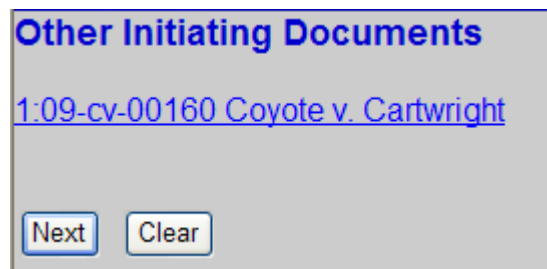 Other Initiating Documents
1:09-cv-00160 Coyote v. Cartwright
Next Clear